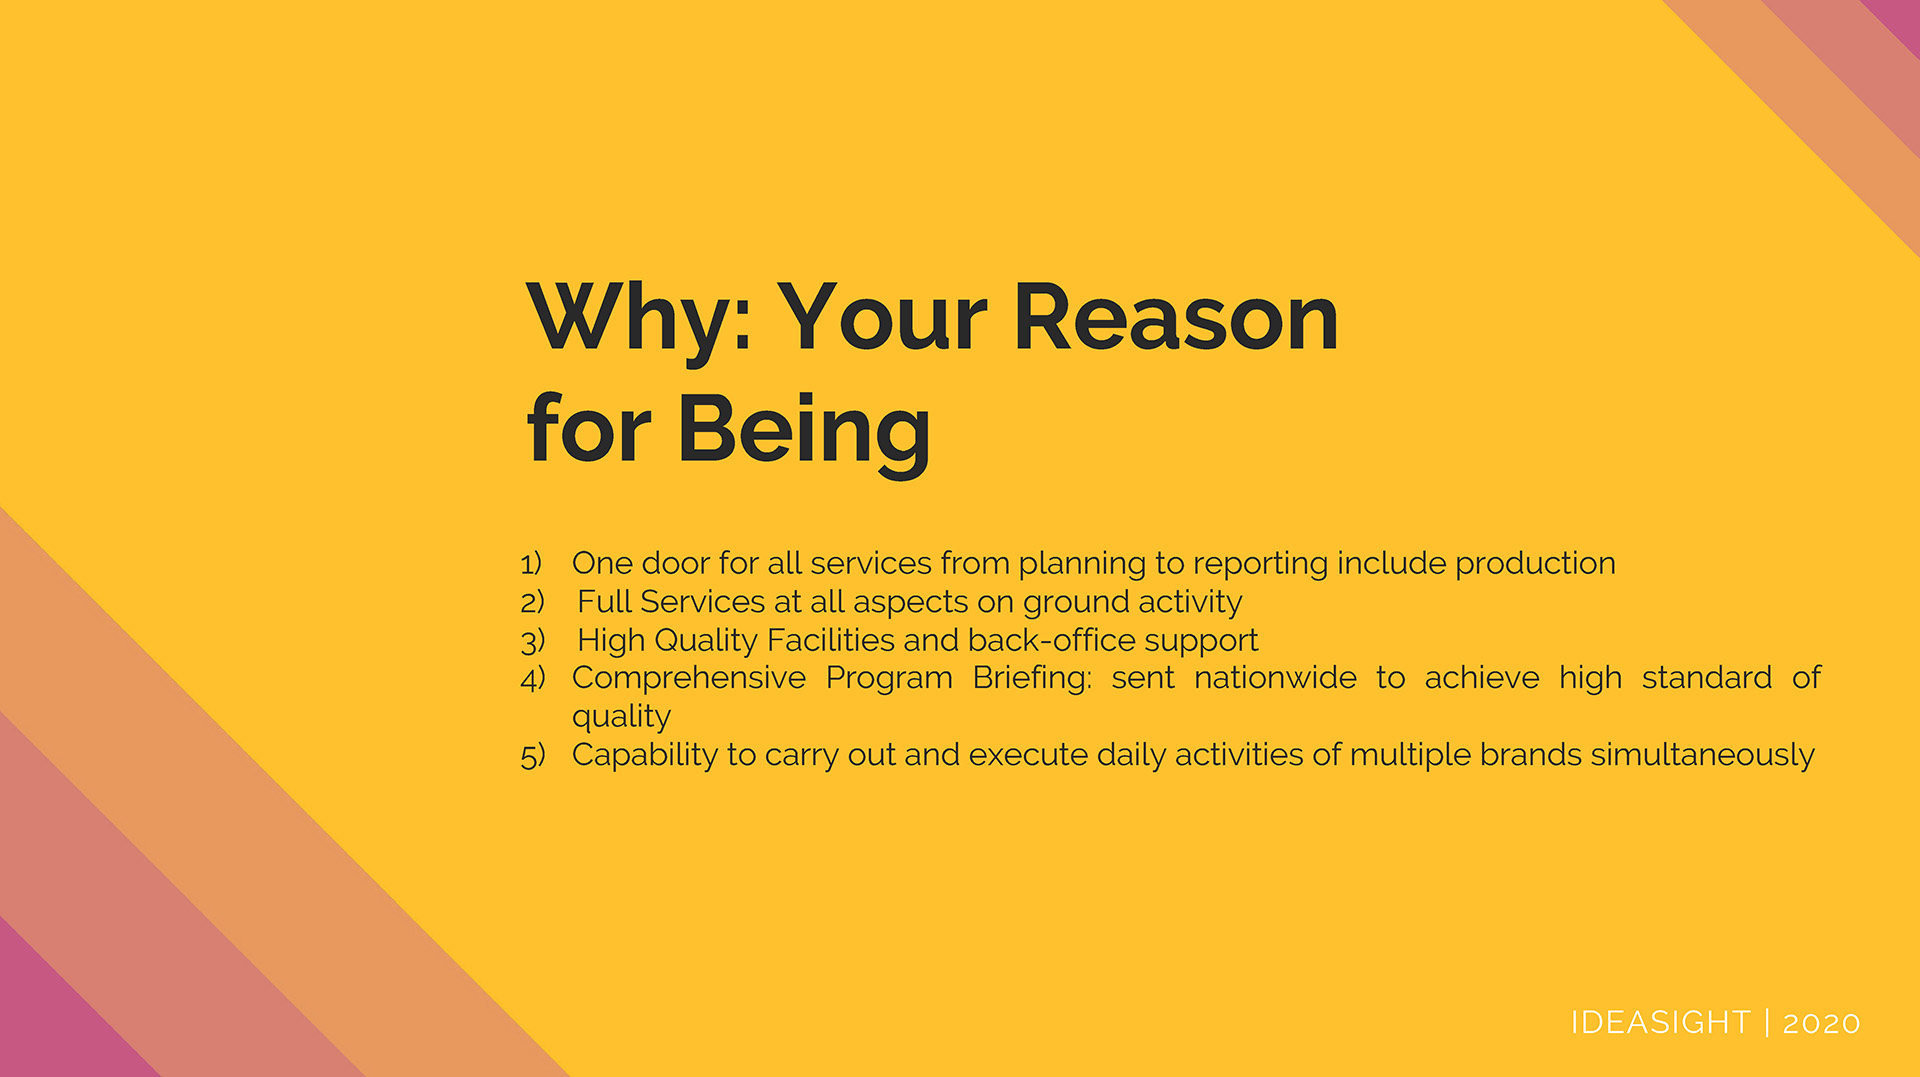 Why: Your Reason
for Being
1) One door for all services from planning to reporting include production
2) Full Services at all aspects on ground activity
3) High Quality Facilities and back-office support
4) Comprehensive Program Briefing: sent nationwide to achieve high standard of
quality
5) Capability to carry out and execute daily activities of multiple brands simultaneously
IDEASIGHT | 2020